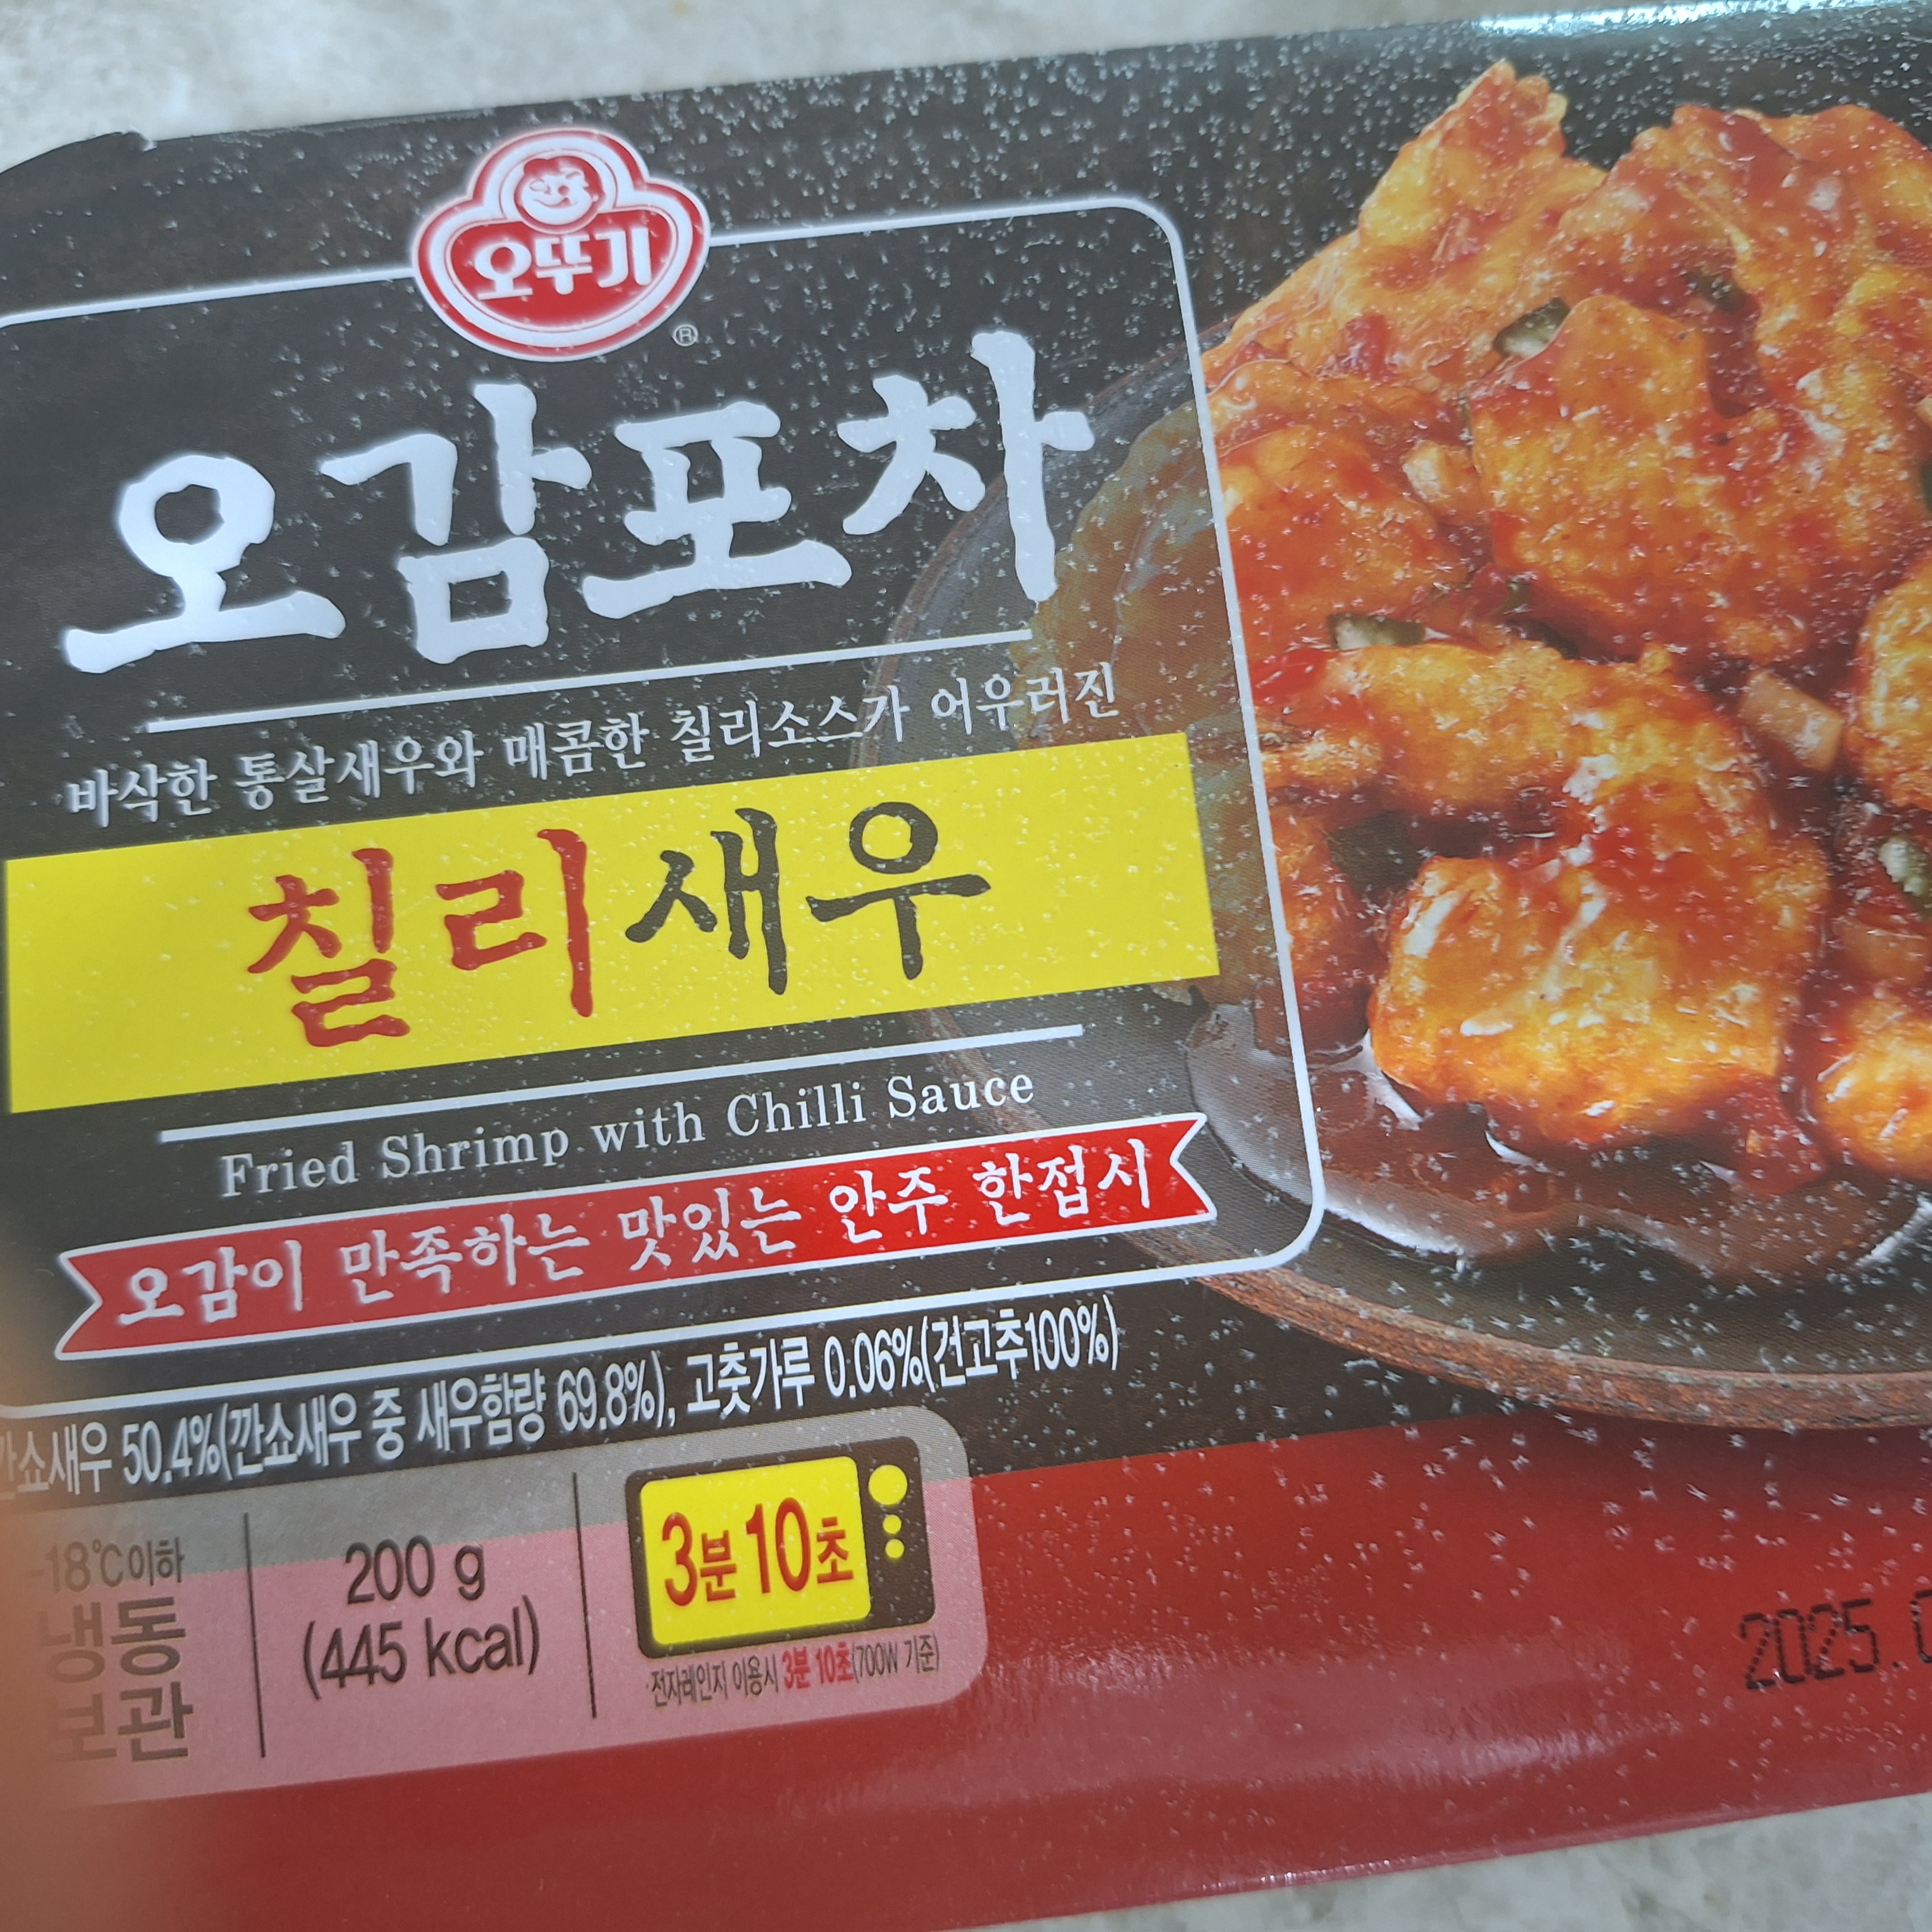 오뚜기
®
오감포차
바삭한 통살새우와 매콤한 칠리소스가 어우러진
칠리새우
Fried Shrimp with Chilli Sauce
오감이 만족하는 맛있는 안주 한접시
깐쇼새우 50.4%(깐쇼새우 중 새우함량 69.8%), 고춧가루 0.06%(건고추100%)
-18℃이하
냉동
보관
200 g
(445 kcal)
3분 10초
·전자레인지 이용시 3분 10초(700W 기준)
2025.0